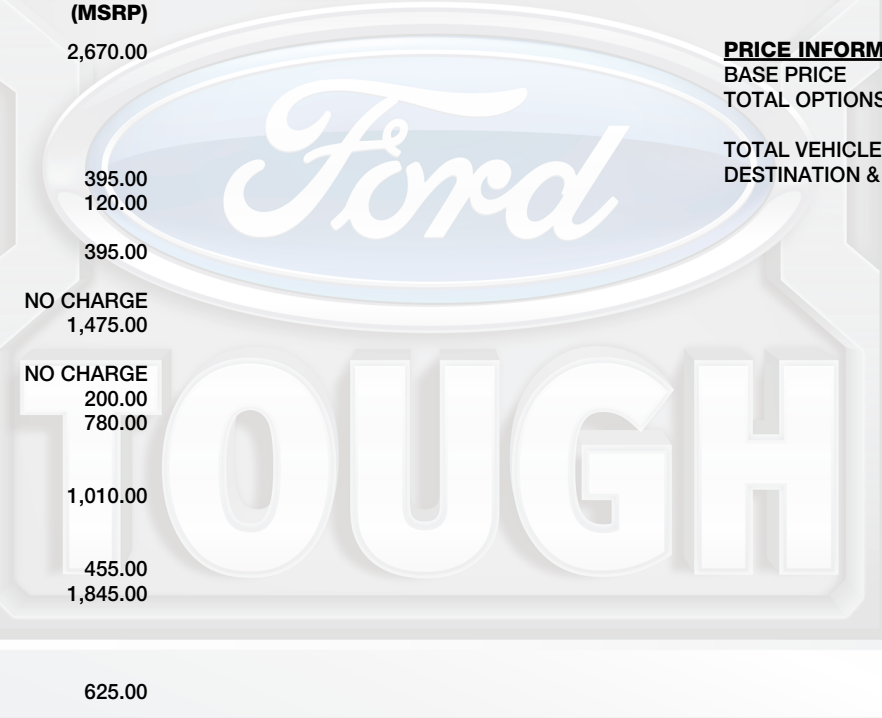 (MSRP)
2,670.00
395.00
120.00
395.00
NO CHARGE
1,475.00
NO CHARGE
200.00
780.00
1,010.00
455.00
1,845.00
625.00
PRICE INFORM
BASE PRICE
TOTAL OPTIONS
TOTAL VEHICLE
DESTINATION &
Ford
TOUGH